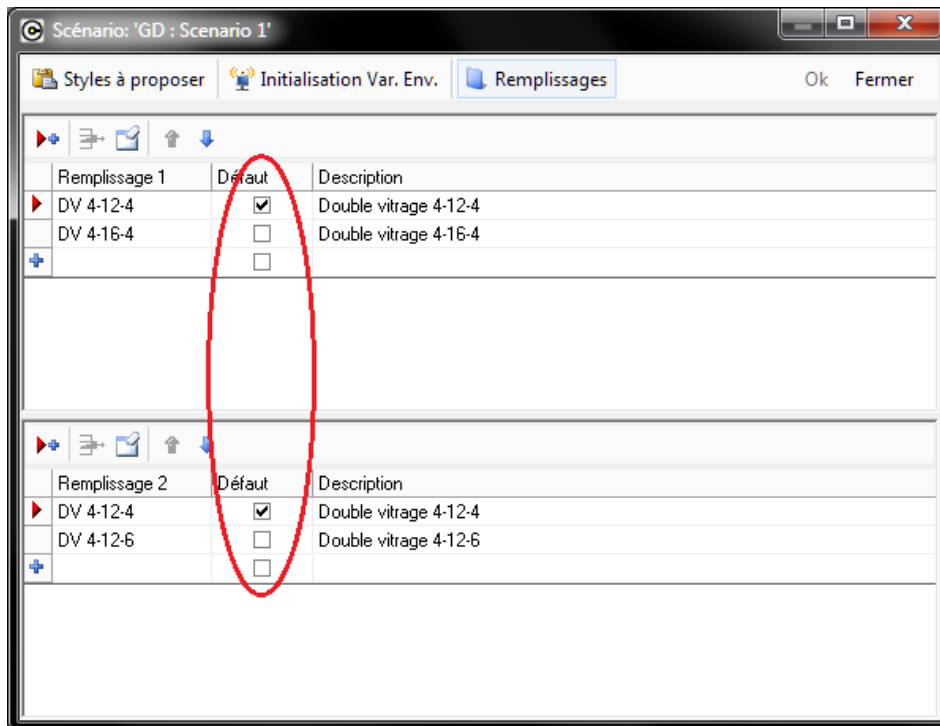 Scénario: 'GD : Scenario 1'
Styles à proposer Initialisation Var. Env. Remplissages Ok Fermer
Remplissage 1 Défaut Description
DV 4-12-4 Double vitrage 4-12-4
DV 4-16-4 Double vitrage 4-16-4
Remplissage 2 Défaut Description
DV 4-12-4 Double vitrage 4-12-4
DV 4-12-6 Double vitrage 4-12-6